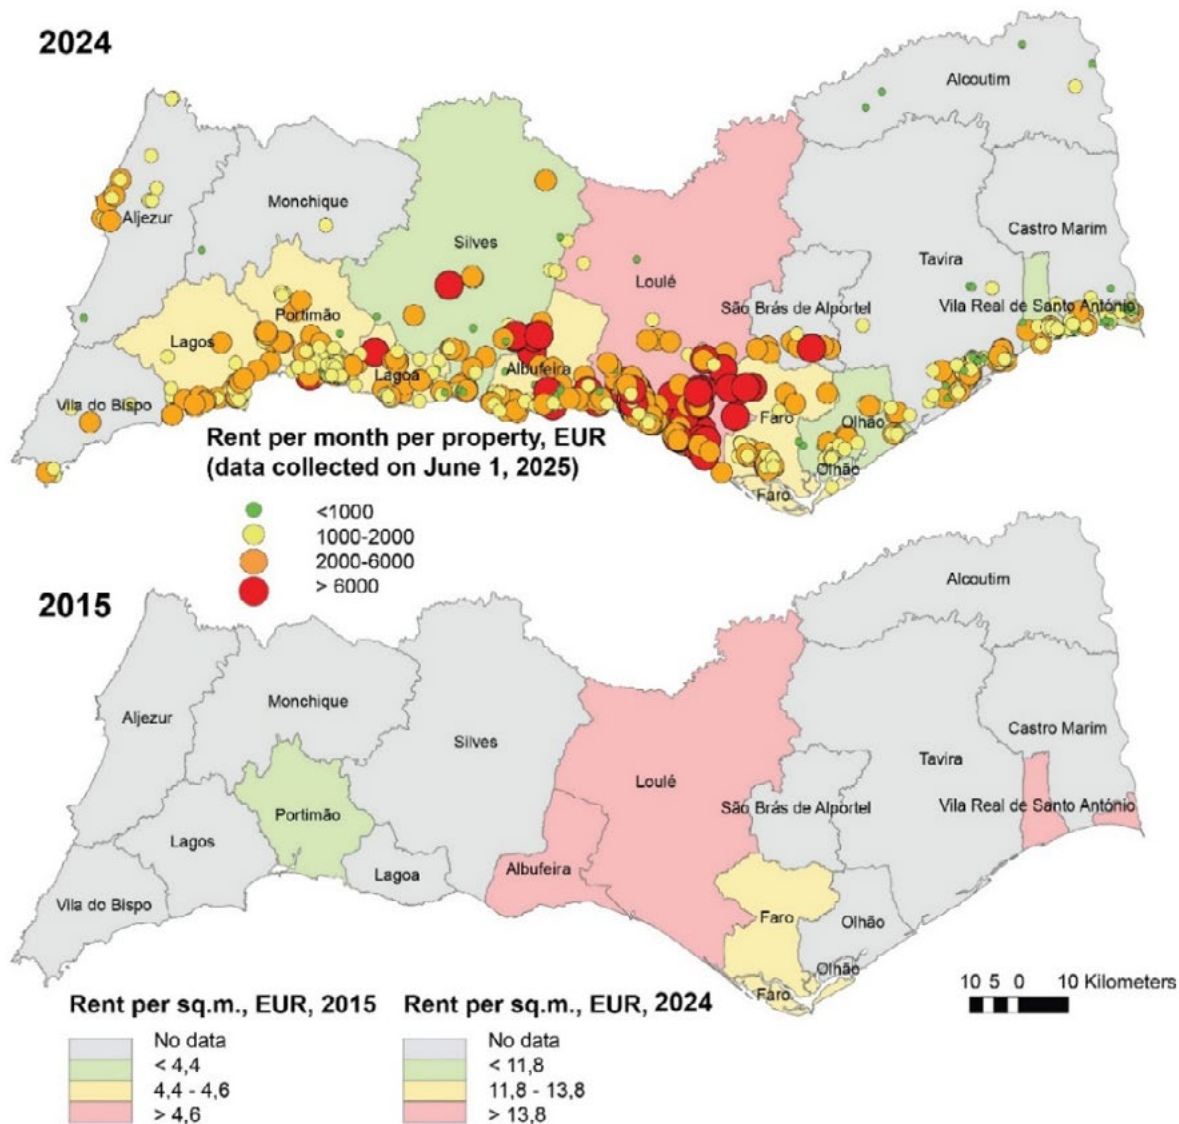 2024
Alcoutim
Monchique
Aljezur
Castro Marim
Silves
Tavira
Loulé
São Brás de Alportel
Vila Real de Santo António
Portimão
Lagos
Albufeira
Lagoa
Vila do Bispo
Faro
Olhão
Olhão
Faro
Rent per month per property, EUR
(data collected on June 1, 2025)
<1000
1000-2000
2000-6000
> 6000
2015
Alcoutim
Monchique
Aljezur
Castro Marim
Silves
Tavira
Loulé
São Brás de Alportel
Vila Real de Santo António
Portimão
Lagos
Albufeira
Lagoa
Vila do Bispo
Faro
Olhão
Olhão
Faro
10 5 0 10 Kilometers
Rent per sq.m., EUR, 2015
No data
< 4,4
4,4 - 4,6
> 4,6
Rent per sq.m., EUR, 2024
No data
< 11,8
11,8 - 13,8
> 13,8